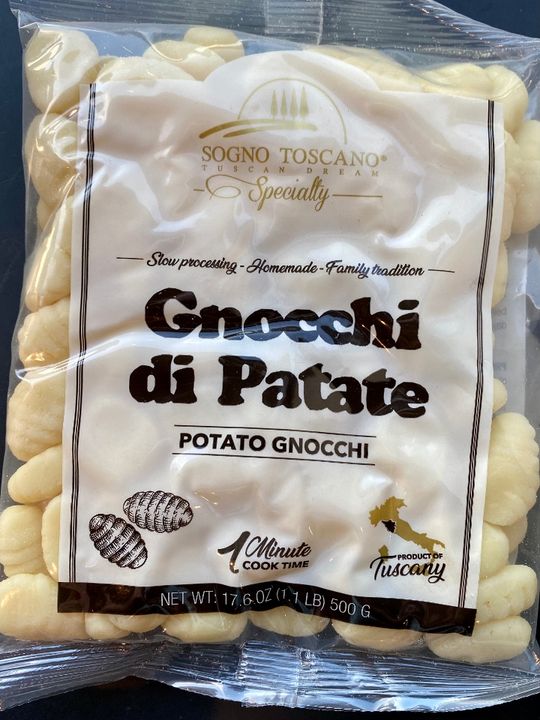 SOGNO TOSCANO®
TUSCAN DREAM
Specialty
Slow processing - Homemade - Family tradition
Gnocchi
di Patate
POTATO GNOCCHI
1 Minute
COOK TIME
PRODUCT OF
Tuscany
NET WT: 17.6 OZ (1.1 LB) 500 G